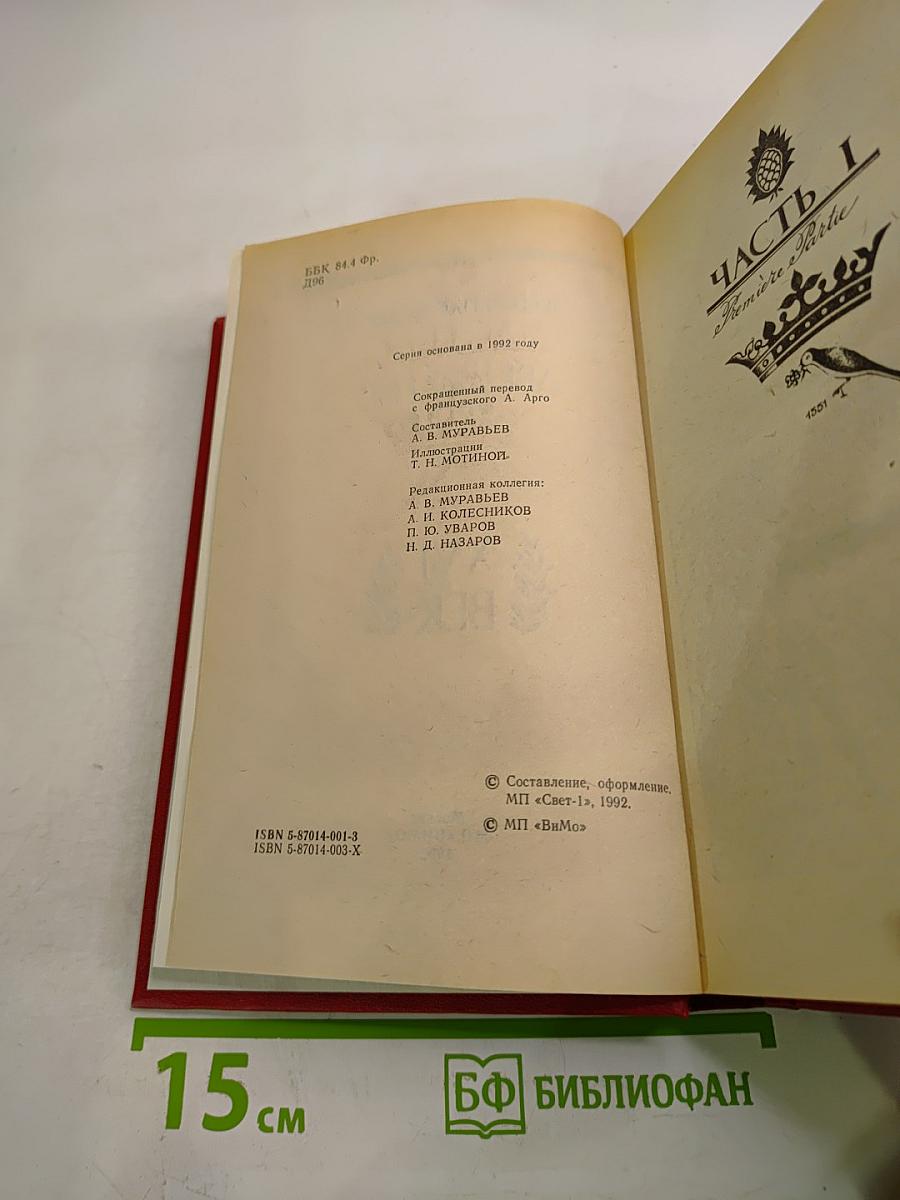 ББК 84.4 Фр.
Д96
Серия основана в 1992 году
Сокращенный перевод
с французского А. Арго
Составитель
А. В. МУРАВЬЕВ
Иллюстрации
Т. Н. МОТИНОЙ
Редакционная коллегия:
А. В. МУРАВЬЕВ
А. И. КОЛЕСНИКОВ
П. Ю. УВАРОВ
Н. Д. НАЗАРОВ
© Составление, оформление.
МП «Свет-1», 1992.
© МП «ВиМо»
ISBN 5-87014-001-3
ISBN 5-87014-003-X
ЧАСТЬ I
Première Partie
1551
15 см
БФ БИБЛИОФАН